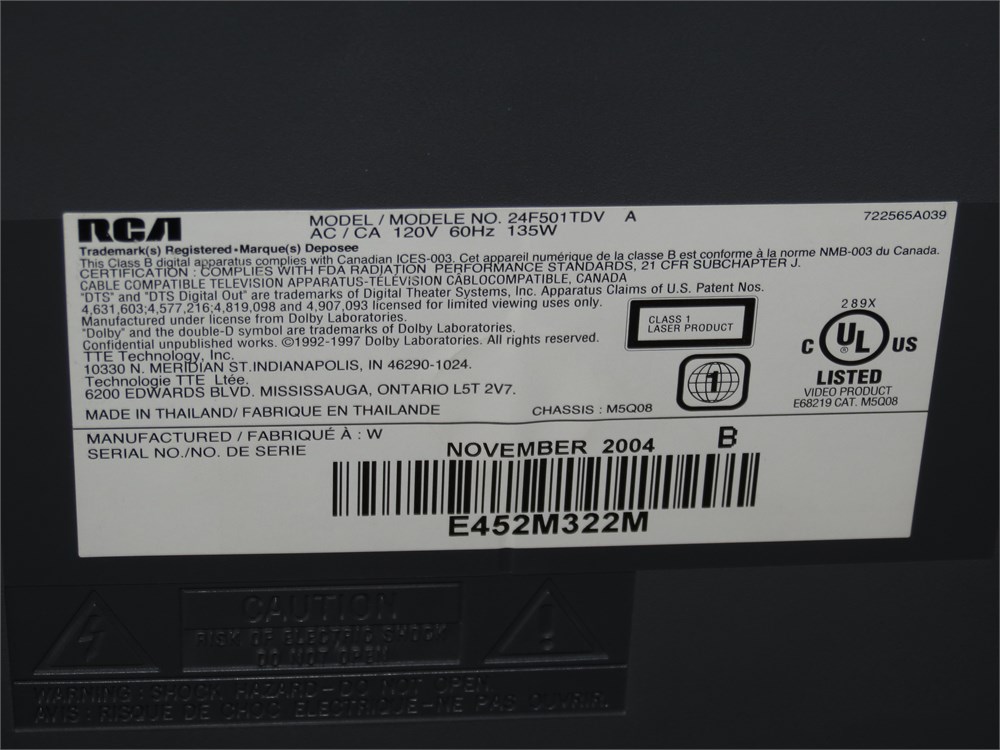 RCA
MODEL / MODELE NO. 24F501TDV A
722565A039
AC / CA 120V 60Hz 135W
Trademark(s) Registered • Marque(s) Deposee
This Class B digital apparatus complies with Canadian ICES-003. Cet appareil numérique de la classe B est conforme à la norme NMB-003 du Canada.
CERTIFICATION : COMPLIES WITH FDA RADIATION PERFORMANCE STANDARDS, 21 CFR SUBCHAPTER J.
CABLE COMPATIBLE TELEVISION APPARATUS-TÉLÉVISION CÂBLOCOMPATIBLE, CANADA
"DTS" and "DTS Digital Out" are trademarks of Digital Theater Systems, Inc. Apparatus Claims of U.S. Patent Nos.
4,631,603;4,577,216;4,819,098 and 4,907,093 licensed for limited viewing uses only.
Manufactured under license from Dolby Laboratories.
"Dolby" and the double-D symbol are trademarks of Dolby Laboratories.
Confidential unpublished works. ©1992-1997 Dolby Laboratories. All rights reserved.
TTE Technology, Inc.
10330 N. MERIDIAN ST.INDIANAPOLIS, IN 46290-1024.
Technologie TTE Ltée.
6200 EDWARDS BLVD. MISSISSAUGA, ONTARIO L5T 2V7.
MADE IN THAILAND/ FABRIQUE EN THAILANDE
CHASSIS : M5Q08
CLASS 1
LASER PRODUCT
1
289X
C UL US
LISTED
VIDEO PRODUCT
E68219 CAT. M5Q08
MANUFACTURED / FABRIQUÉ À : W
SERIAL NO./NO. DE SERIE
NOVEMBER 2004 B
E452M322M
CAUTION
RISK OF ELECTRIC SHOCK
DO NOT OPEN
WARNING : SHOCK HAZARD – DO NOT OPEN.
AVIS : RISQUE DE CHOC ELECTRIQUE – NE PAS OUVRIR.